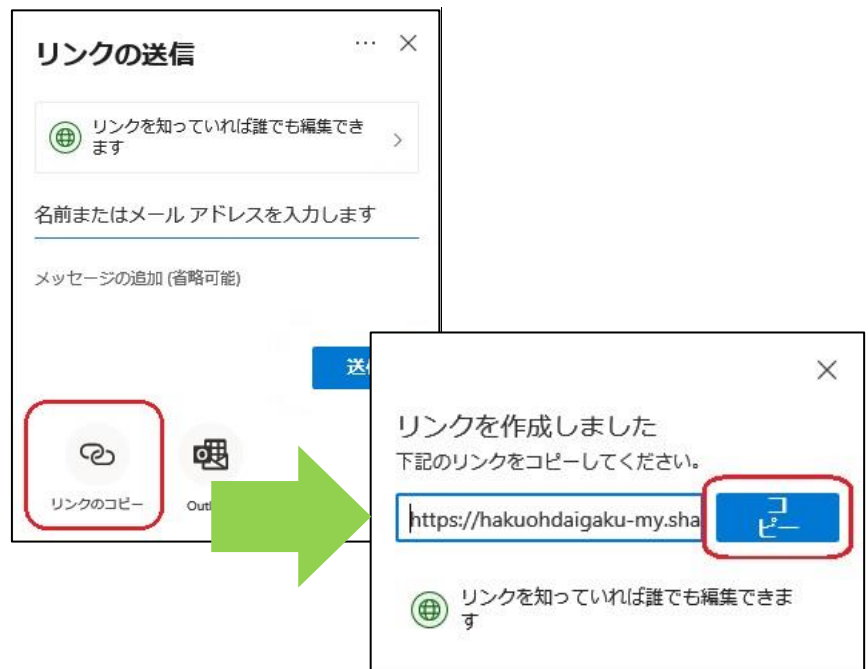 リンクの送信
リンクを知っていれば誰でも編集でき
ます
名前またはメール アドレスを入力します
メッセージの追加 (省略可能)
リンクのコピー
リンクを作成しました
下記のリンクをコピーしてください。
https://hakuohdaigaku-my.sha
コ
ピー
リンクを知っていれば誰でも編集できま
す